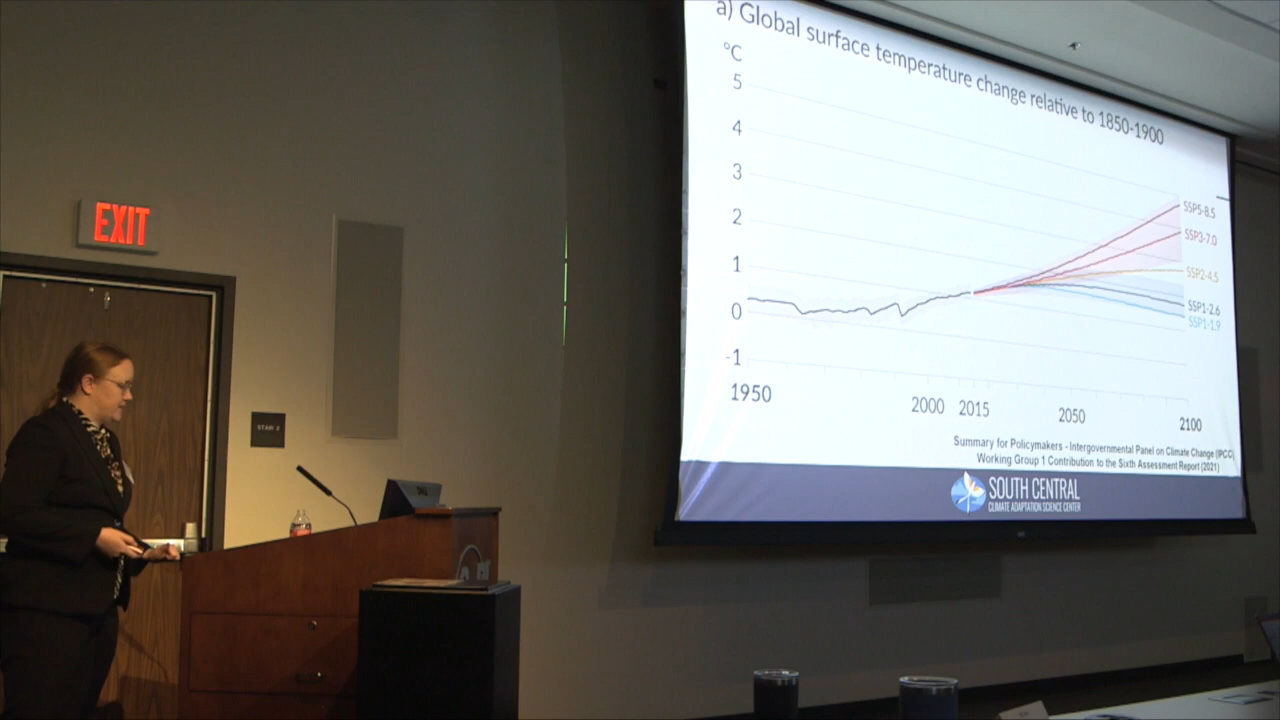 a) Global surface temperature change relative to 1850-1900
°C
5
4
3
2
1
0
-1
SSP5-8.5
SSP3-7.0
SSP2-4.5
SSP1-2.6
SSP1-1.9
1950
2000
2015
2050
2100
Summary for Policymakers - Intergovernmental Panel on Climate Change (IPCC)
Working Group 1 Contribution to the Sixth Assessment Report (2021)
SOUTH CENTRAL
CLIMATE ADAPTATION SCIENCE CENTER
EXIT
STAIR 2